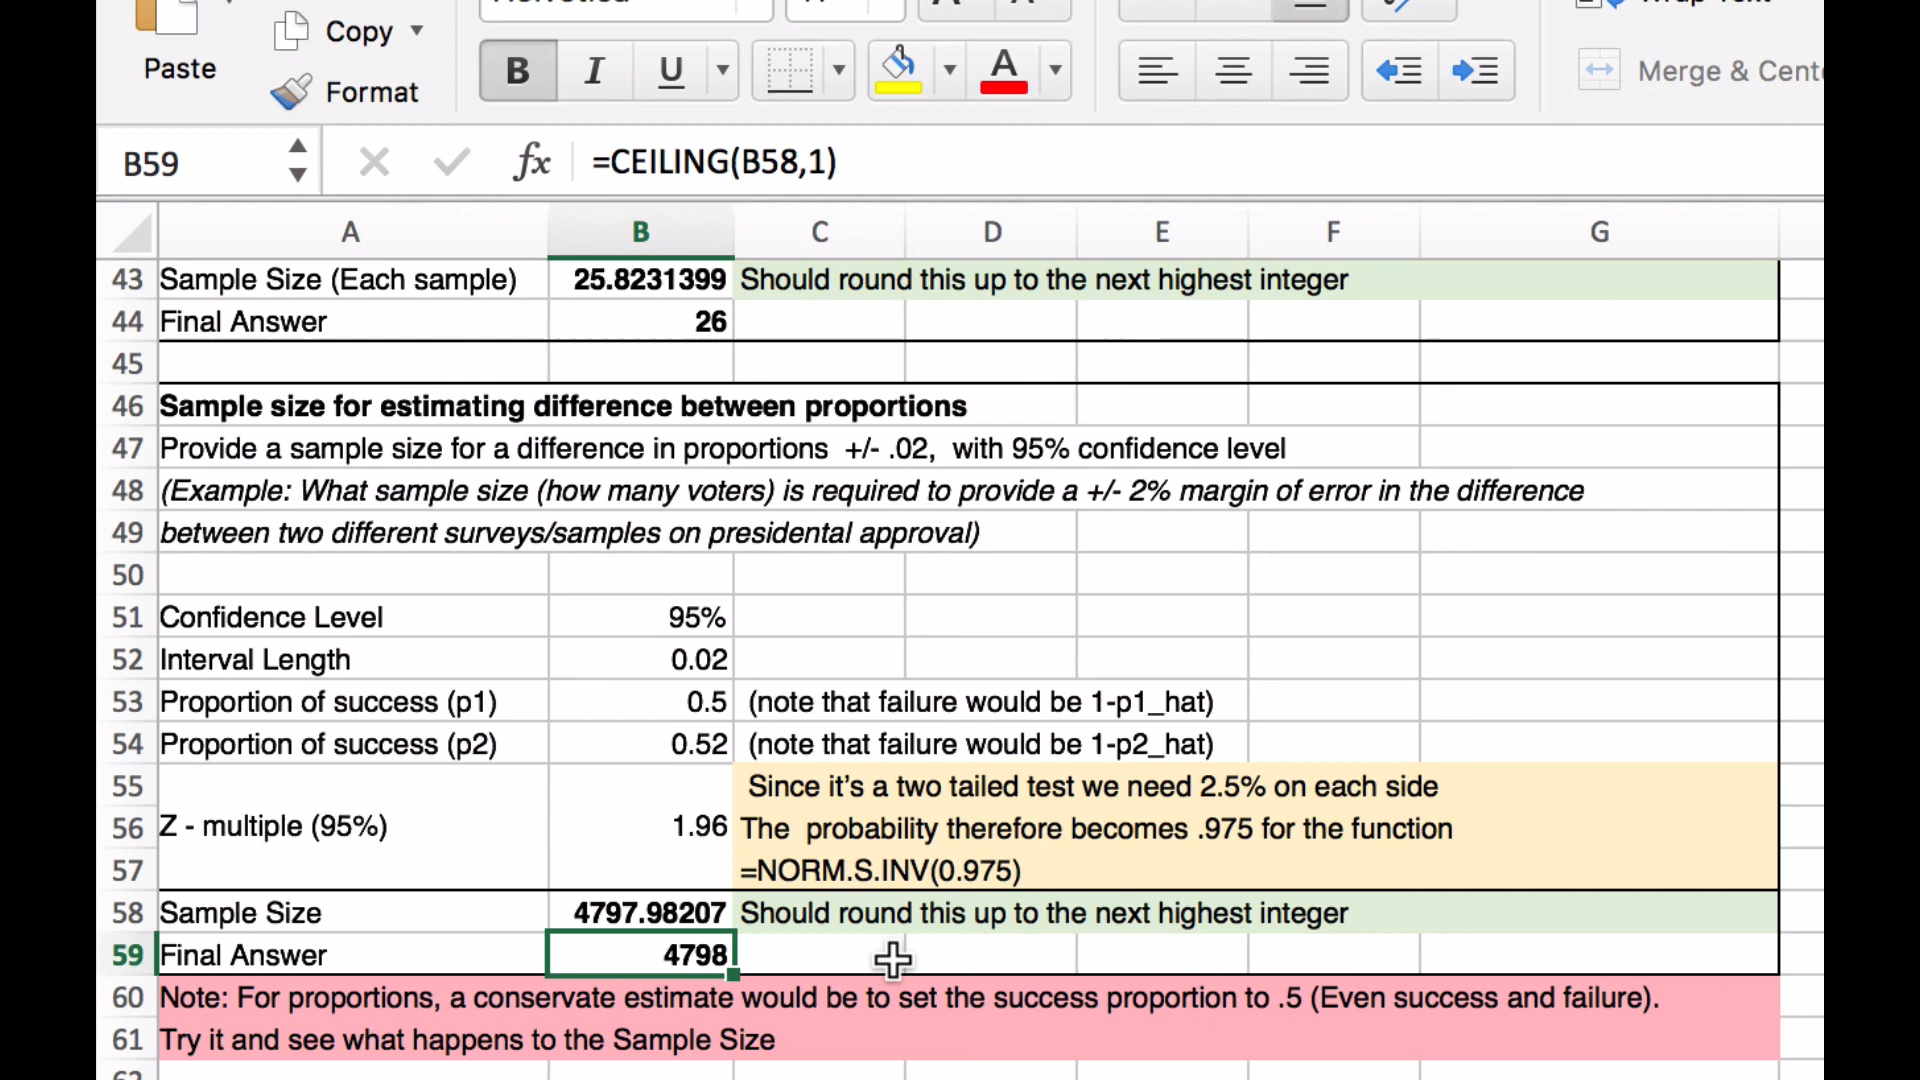 Paste
Copy
Format
B I U A
Merge & Cente
B59 fx =CEILING(B58,1)
A B C D E F G
43 Sample Size (Each sample) 25.8231399 Should round this up to the next highest integer
44 Final Answer 26
45
46 Sample size for estimating difference between proportions
47 Provide a sample size for a difference in proportions +/- .02, with 95% confidence level
48 (Example: What sample size (how many voters) is required to provide a +/- 2% margin of error in the difference
49 between two different surveys/samples on presidental approval)
50
51 Confidence Level 95%
52 Interval Length 0.02
53 Proportion of success (p1) 0.5 (note that failure would be 1-p1_hat)
54 Proportion of success (p2) 0.52 (note that failure would be 1-p2_hat)
55 Since it’s a two tailed test we need 2.5% on each side
56 Z - multiple (95%) 1.96 The probability therefore becomes .975 for the function
57 =NORM.S.INV(0.975)
58 Sample Size 4797.98207 Should round this up to the next highest integer
59 Final Answer 4798
60 Note: For proportions, a conservate estimate would be to set the success proportion to .5 (Even success and failure).
61 Try it and see what happens to the Sample Size